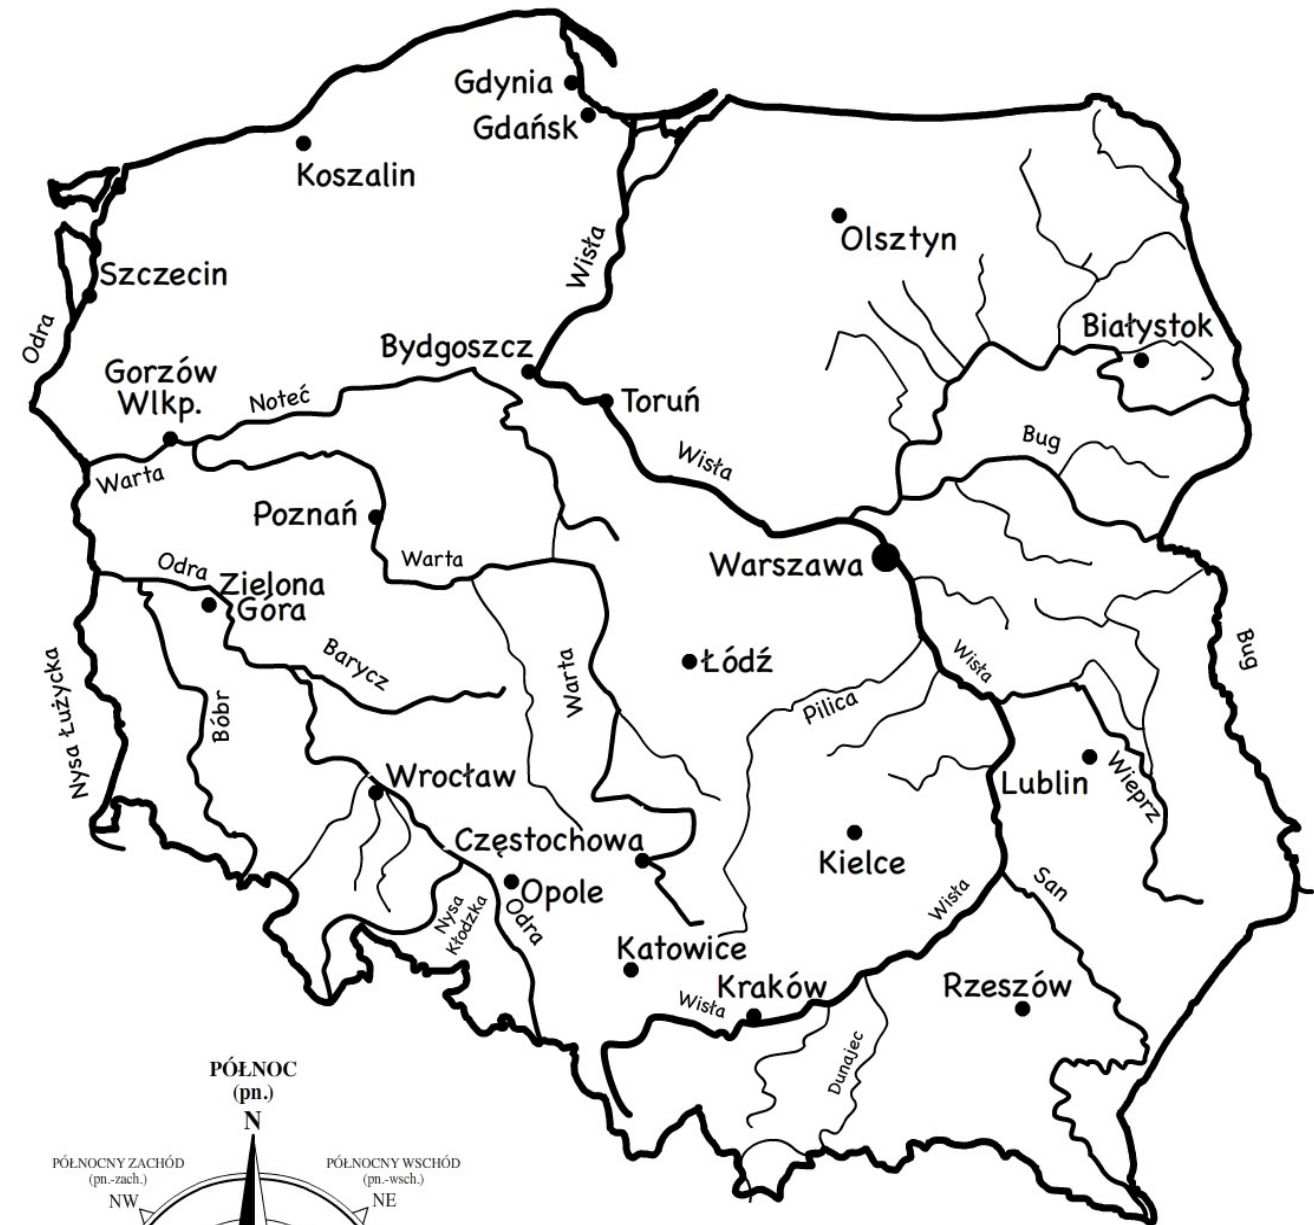 Gdynia
Gdańsk
Koszalin
Wisła
Olsztyn
Szczecin
Odra
Białystok
Bydgoszcz
Gorzów
Wlkp.
Noteć
Toruń
Bug
Wisła
Warta
Poznań
Warta
Warszawa
Odra
Zielona
Góra
Barycz
Wisła
Bug
Nysa Łużycka
Bóbr
Warta
Łódź
Pilica
Wrocław
Lublin
Wieprz
Częstochowa
Kielce
Opole
Odra
Nysa
Kłodzka
San
Wisła
Katowice
Kraków
Rzeszów
Wisła
Dunajec
PÓŁNOC
(pn.)
N
PÓŁNOCNY ZACHÓD
(pn.-zach.)
NW
PÓŁNOCNY WSCHÓD
(pn.-wsch.)
NE